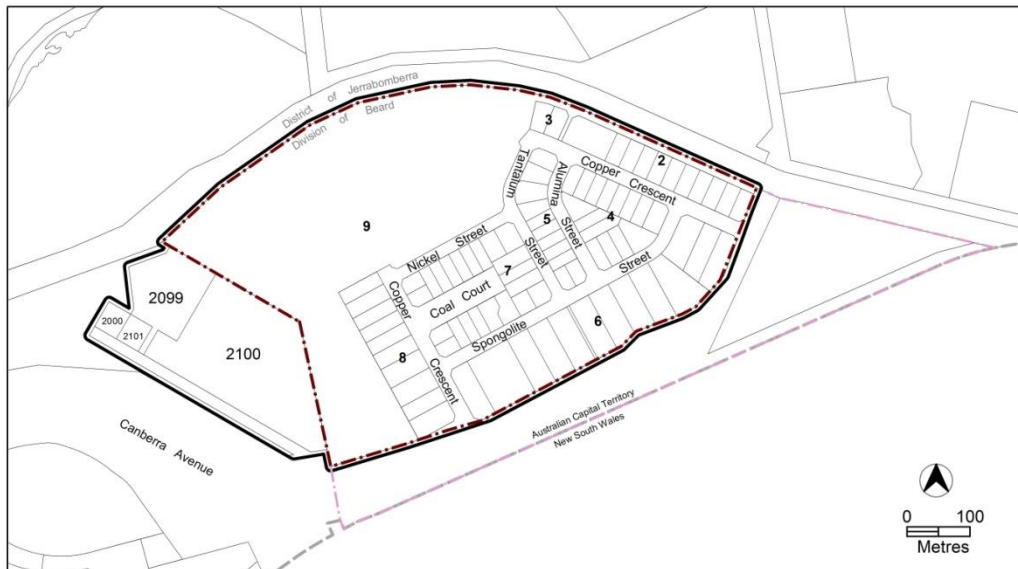 District of Jerrabomberra
Division of Beard
3
2
Copper Crescent
Tantalum
Alumina
Street
4
5
9
Nickel Street
Street
Street
7
Copper
Coal Court
Spongolite
6
8
Crescent
2099
2000
2101
2100
Canberra Avenue
Australian Capital Territory
New South Wales
0 100
Metres